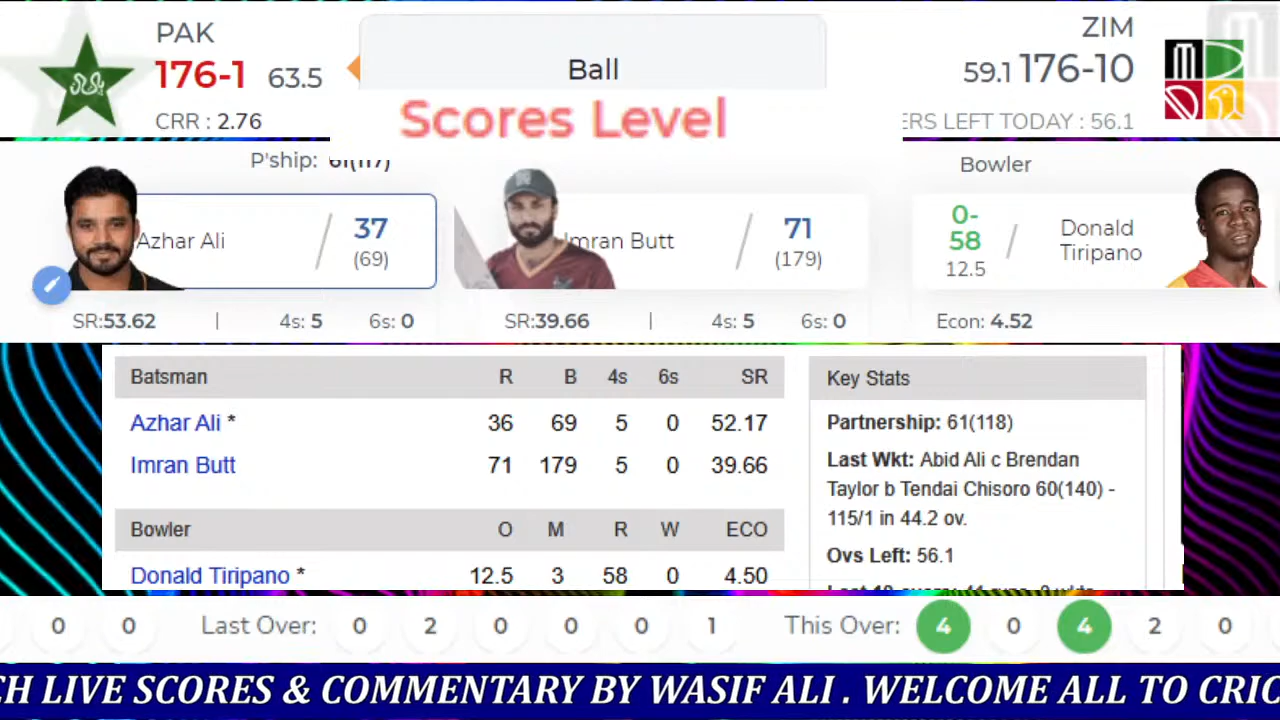 PAK
176-1 63.5
CRR : 2.76
Ball
Scores Level
ZIM
59.1 176-10
ERS LEFT TODAY : 56.1
P'ship: 61(117)
Bowler
Azhar Ali
37
(69)
Imran Butt
71
(179)
0-
58
12.5
Donald
Tiripano
SR:53.62 | 4s: 5 6s: 0
SR:39.66 | 4s: 5 6s: 0
Econ: 4.52
Batsman R B 4s 6s SR
Azhar Ali * 36 69 5 0 52.17
Imran Butt 71 179 5 0 39.66
Bowler O M R W ECO
Donald Tiripano * 12.5 3 58 0 4.50
Key Stats
Partnership: 61(118)
Last Wkt: Abid Ali c Brendan
Taylor b Tendai Chisoro 60(140) -
115/1 in 44.2 ov.
Ovs Left: 56.1
0 0 Last Over: 0 2 0 0 0 1 This Over: 4 0 4 2 0
CH LIVE SCORES & COMMENTARY BY WASIF ALI . WELCOME ALL TO CRIC